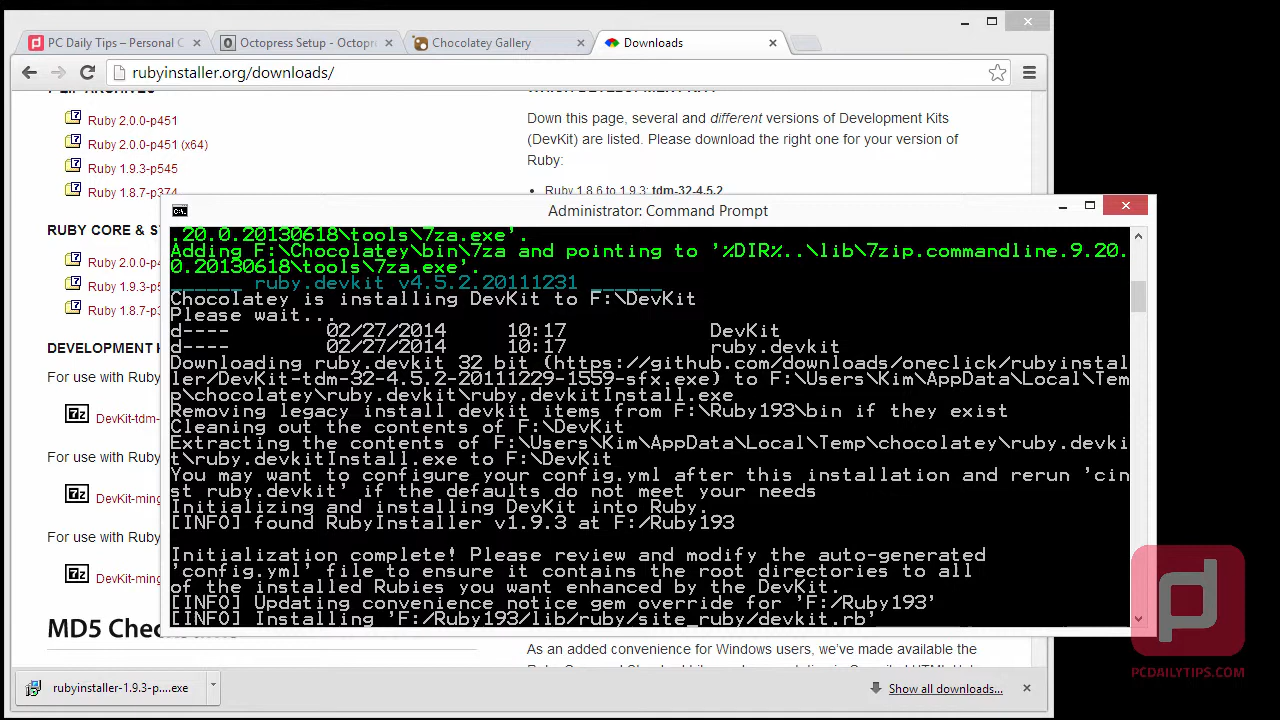 PC Daily Tips – Personal C
Octopress Setup - Octopr
Chocolatey Gallery
Downloads
rubyinstaller.org/downloads/
Ruby 2.0.0-p451
Ruby 2.0.0-p451 (x64)
Ruby 1.9.3-p545
Ruby 1.8.7-p374
RUBY CORE & S
Ruby 2.0.
Ruby 1.9.
Ruby 1.8.
DEVELOPMENT
For use with Ruby
DevKit-tdm-
For use with Ruby
DevKit-ming
For use with Ruby
DevKit-ming
MD5 Che
Down this page, several and different versions of Development Kits
(DevKit) are listed. Please download the right one for your version of
Ruby:
Ruby 1.8.6 to 1.9.3: tdm-32-4.5.2
Administrator: Command Prompt
.20.0.20130618\tools\7za.exe'.
Adding F:\Chocolatey\bin\7za and pointing to '%DIR%..\lib\7zip.commandline.9.20.
0.20130618\tools\7za.exe'.
______ ruby.devkit v4.5.2.20111231 ______
Chocolatey is installing DevKit to F:\DevKit
Please wait...
d---- 02/27/2014 10:17 DevKit
d---- 02/27/2014 10:17 ruby.devkit
Downloading ruby.devkit 32 bit (https://github.com/downloads/oneclick/rubyinstal
ler/DevKit-tdm-32-4.5.2-20111229-1559-sfx.exe) to F:\Users\Kim\AppData\Local\Tem
p\chocolatey\ruby.devkit\ruby.devkitInstall.exe
Removing legacy install devkit items from F:\Ruby193\bin if they exist
Cleaning out the contents of F:\DevKit
Extracting the contents of F:\Users\Kim\AppData\Local\Temp\chocolatey\ruby.devki
t\ruby.devkitInstall.exe to F:\DevKit
You may want to configure your config.yml after this installation and rerun 'cin
st ruby.devkit' if the defaults do not meet your needs
Initializing and installing DevKit into Ruby.
[INFO] found RubyInstaller v1.9.3 at F:/Ruby193
Initialization complete! Please review and modify the auto-generated
'config.yml' file to ensure it contains the root directories to all
of the installed Rubies you want enhanced by the DevKit.
[INFO] Updating convenience notice gem override for 'F:/Ruby193'
[INFO] Installing 'F:/Ruby193/lib/ruby/site_ruby/devkit.rb'
As an added convenience for Windows users, we've made available the
rubyinstaller-1.9.3-p....exe
Show all downloads...
PCDAILYTIPS.COM